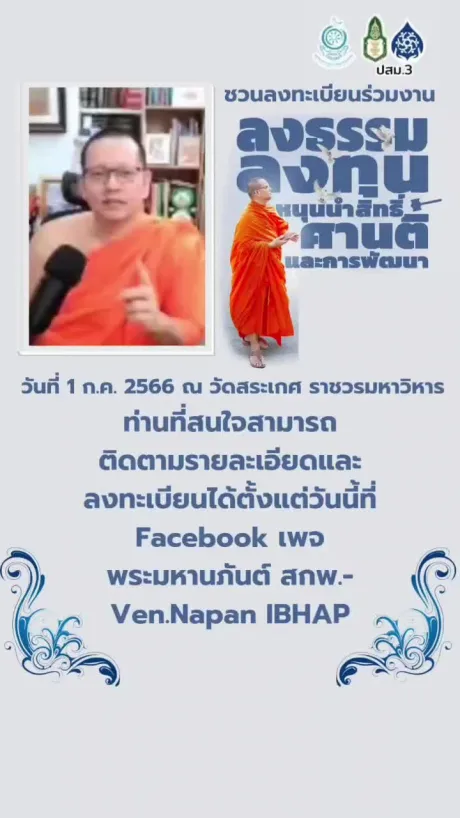 ปสม.3
ชวนลงทะเบียนร่วมงาน
ลงธรรม
ลงทุน
หนุนนำสิทธิ์
ศานติ
และการพัฒนา
วันที่ 1 ก.ค. 2566 ณ วัดสระเกศ ราชวรมหาวิหาร
ท่านที่สนใจสามารถ
ติดตามรายละเอียดและ
ลงทะเบียนได้ตั้งแต่วันนี้ที่
Facebook เพจ
พระมหานภันต์ สกพ.-
Ven.Napan IBHAP